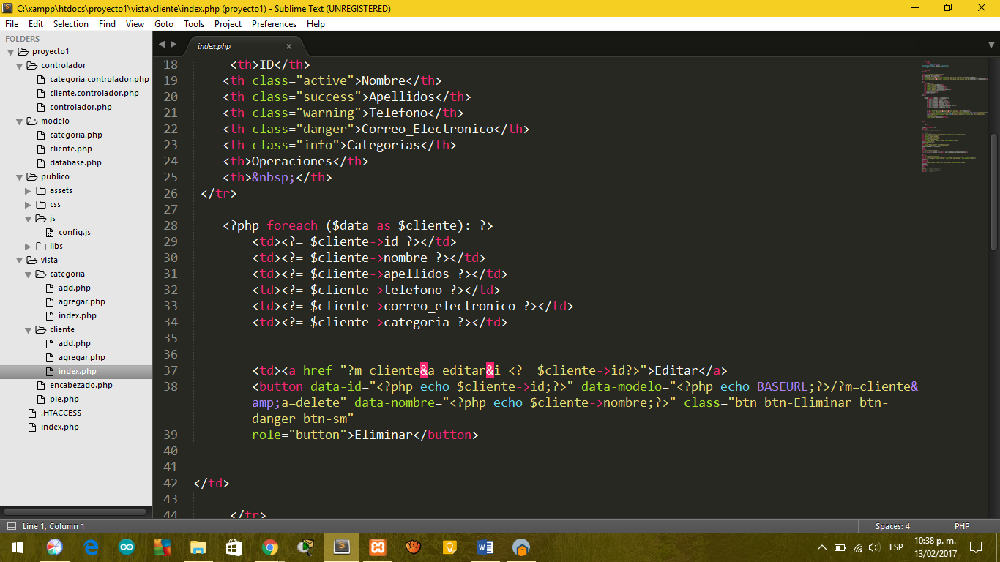 C:\xampp\htdocs\proyecto1\vista\cliente\index.php (proyecto1) - Sublime Text (UNREGISTERED)
File Edit Selection Find View Goto Tools Project Preferences Help
FOLDERS
proyecto1
controlador
categoria.controlador.php
cliente.controlador.php
controlador.php
modelo
categoria.php
cliente.php
database.php
publico
assets
css
js
config.js
libs
vista
categoria
add.php
agregar.php
index.php
cliente
add.php
agregar.php
index.php
encabezado.php
pie.php
.HTACCESS
index.php
index.php
18 <th>ID</th>
19 <th class="active">Nombre</th>
20 <th class="success">Apellidos</th>
21 <th class="warning">Telefono</th>
22 <th class="danger">Correo_Electronico</th>
23 <th class="info">Categorias</th>
24 <th>Operaciones</th>
25 <th>&nbsp;</th>
26 </tr>
27
28 <?php foreach ($data as $cliente): ?>
29 <td><?= $cliente->id ?></td>
30 <td><?= $cliente->nombre ?></td>
31 <td><?= $cliente->apellidos ?></td>
32 <td><?= $cliente->telefono ?></td>
33 <td><?= $cliente->correo_electronico ?></td>
34 <td><?= $cliente->categoria ?></td>
35
36
37 <td><a href="?m=cliente&a=editar&i=<?= $cliente->id?>">Editar</a>
38 <button data-id="<?php echo $cliente->id;?>" data-modelo="<?php echo BASEURL;?>/?m=cliente&
amp;a=delete" data-nombre="<?php echo $cliente->nombre;?>" class="btn btn-Eliminar btn-
danger btn-sm"
39 role="button">Eliminar</button>
40
41
42 </td>
43
44 </tr>
Line 1, Column 1
Spaces: 4
PHP
ESP
10:38 p. m.
13/02/2017